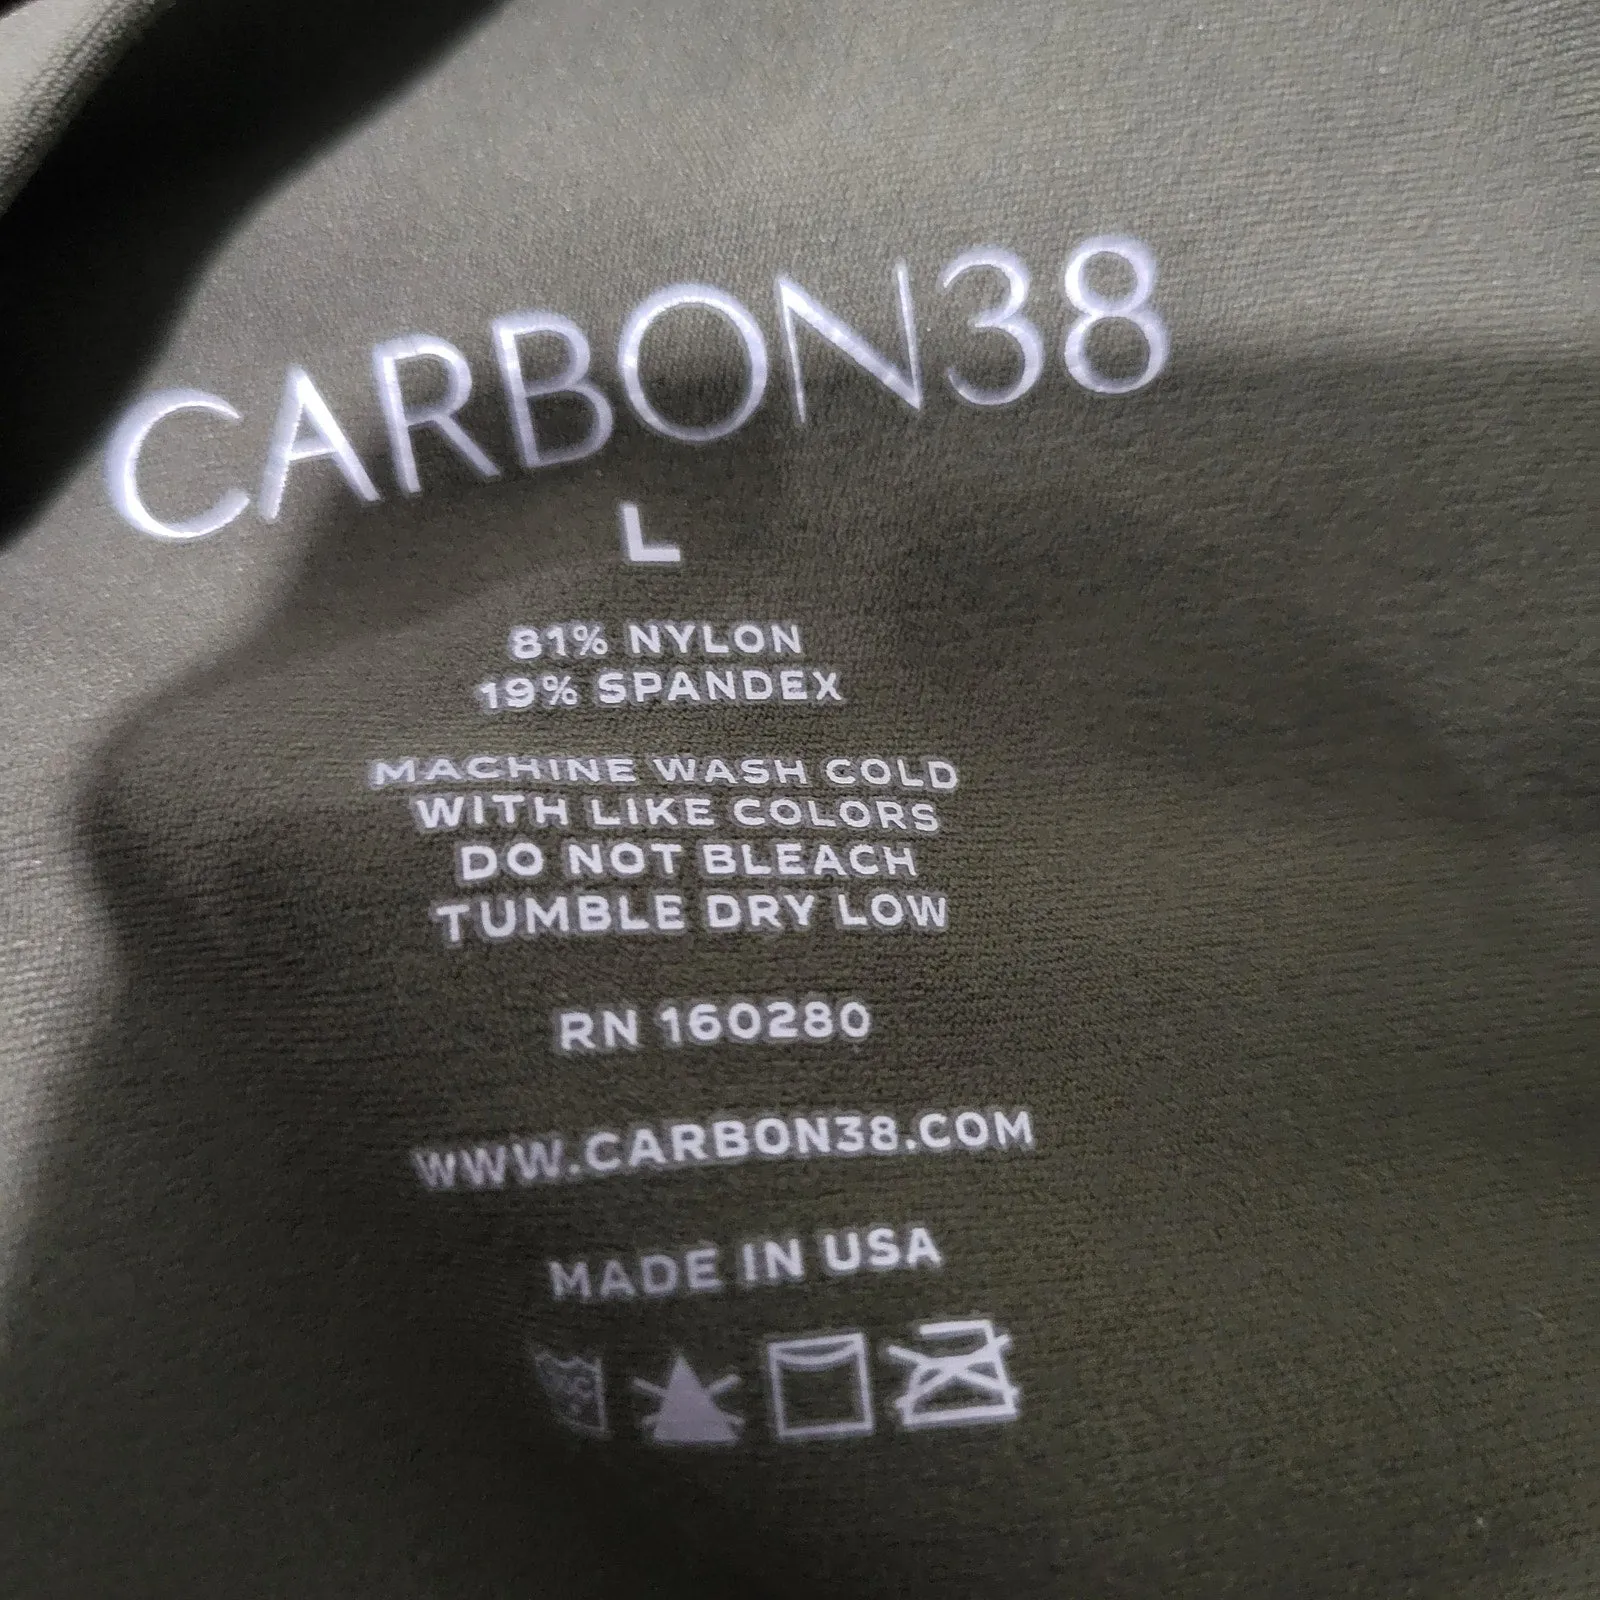 CARBON38
L
81% NYLON
19% SPANDEX
MACHINE WASH COLD
WITH LIKE COLORS
DO NOT BLEACH
TUMBLE DRY LOW
RN 160280
WWW.CARBON38.COM
MADE IN USA